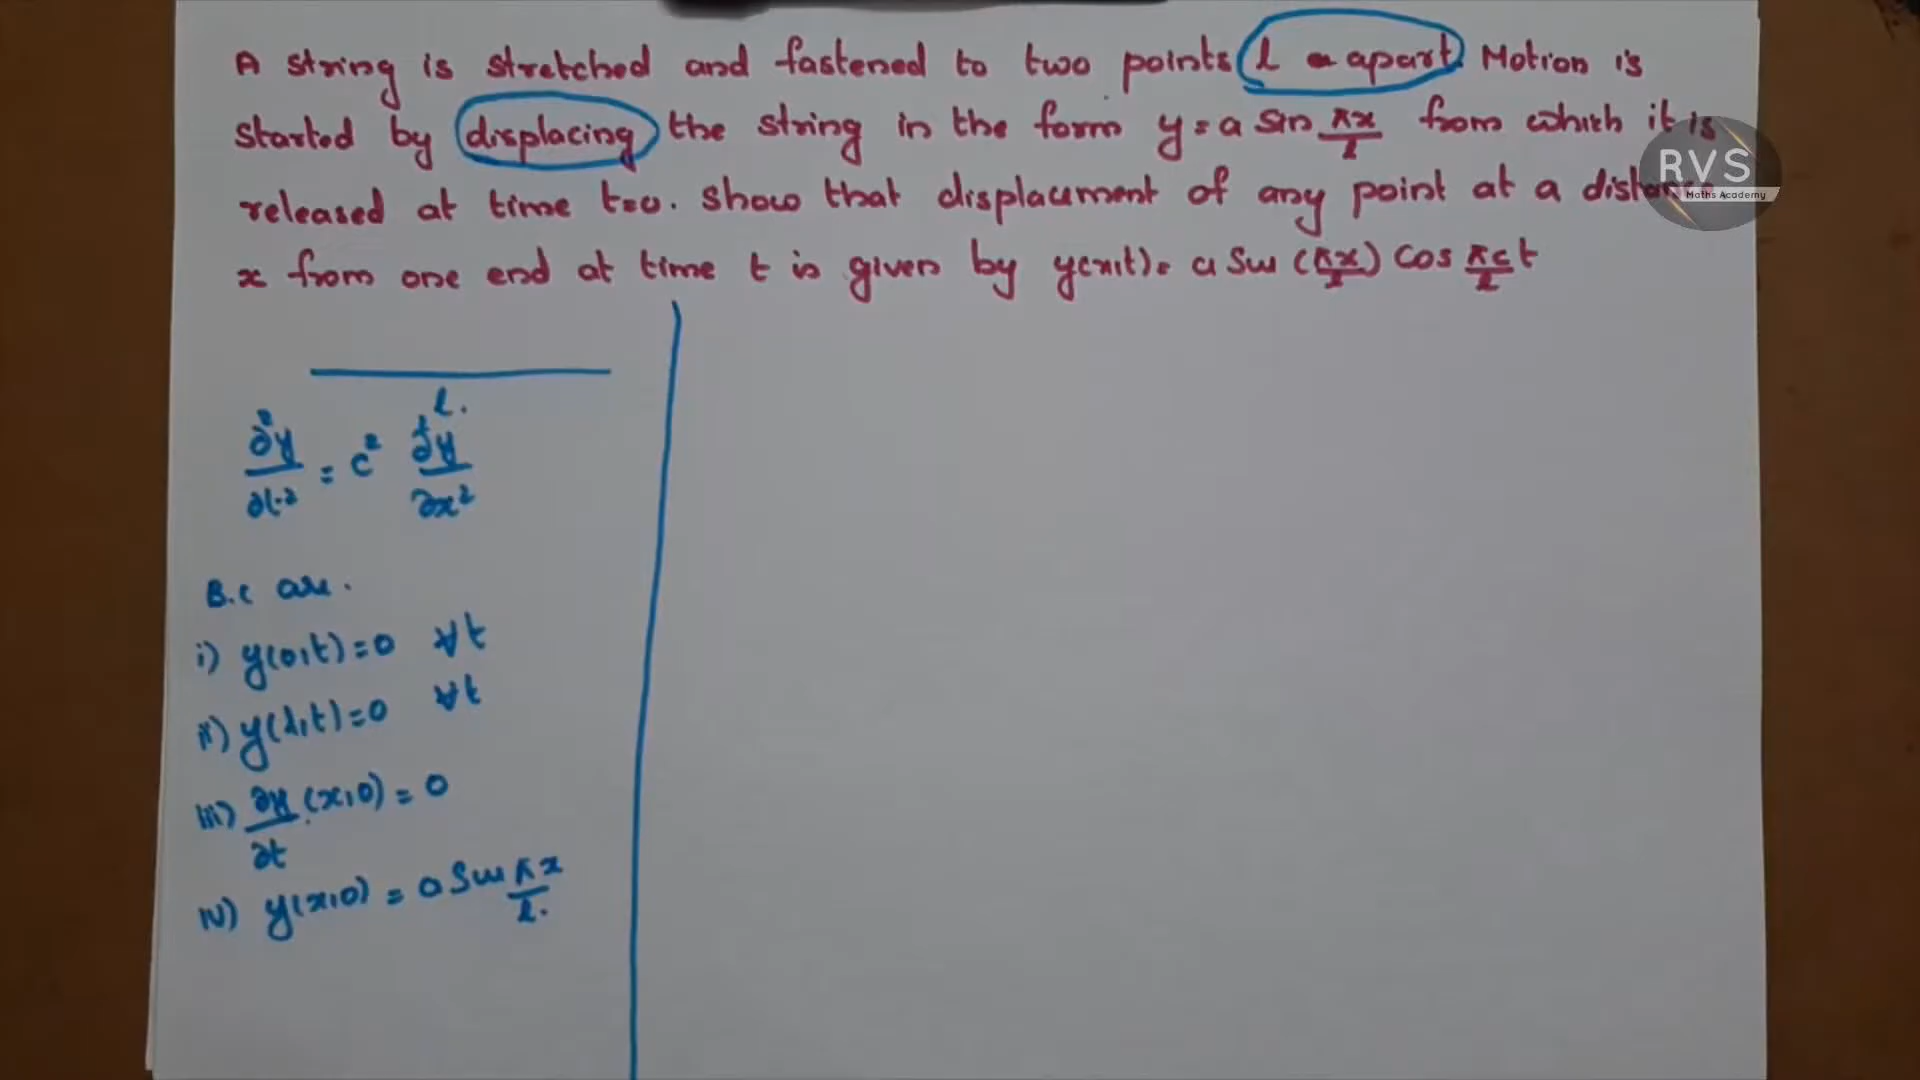 A string is stretched and fastened to two points l a apart. Motion is
started by displacing the string in the form y = a sin πx/l from which it is
released at time t=0. show that displacment of any point at a
x from one end at time t is given by y(x,t) = a sin (πx/l) cos πc/l t
RVS
Maths Academy
l.
∂²y/∂t² = c² ∂²y/∂x²
B.C are.
i) y(0,t)=0 ∀t
ii) y(l,t)=0 ∀t
iii) ∂y/∂t (x,0) = 0
iv) y(x,0) = a sin πx/l.